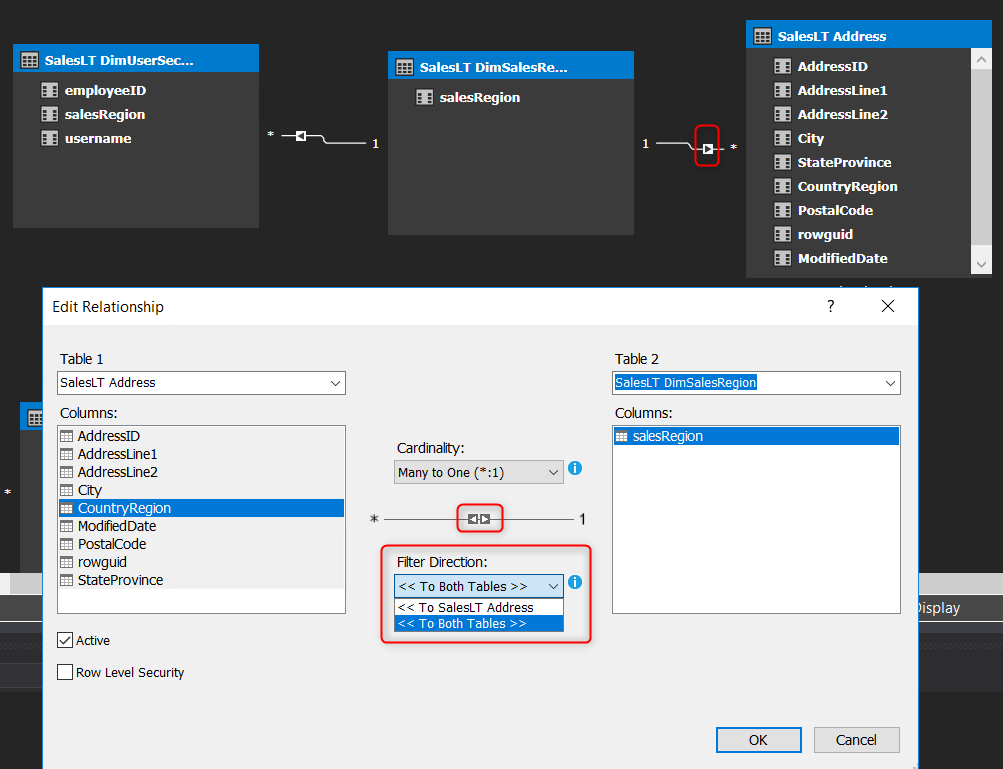 SalesLT DimUserSec...
employeeID
salesRegion
username
* 1
SalesLT DimSalesRe...
salesRegion
1 *
SalesLT Address
AddressID
AddressLine1
AddressLine2
City
StateProvince
CountryRegion
PostalCode
rowguid
ModifiedDate
*
Edit Relationship ?
Table 1
SalesLT Address
Columns:
AddressID
AddressLine1
AddressLine2
City
CountryRegion
ModifiedDate
PostalCode
rowguid
StateProvince
Cardinality:
Many to One (*:1)
* 1
Filter Direction:
<< To Both Tables >>
<< To SalesLT Address
<< To Both Tables >>
Table 2
SalesLT DimSalesRegion
Columns:
salesRegion
Active
Row Level Security
OK Cancel